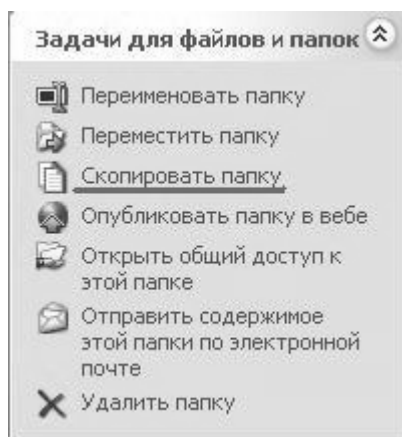 Задачи для файлов и папок
Переименовать папку
Переместить папку
Скопировать папку
Опубликовать папку в вебе
Открыть общий доступ к
этой папке
Отправить содержимое
этой папки по электронной
почте
Удалить папку